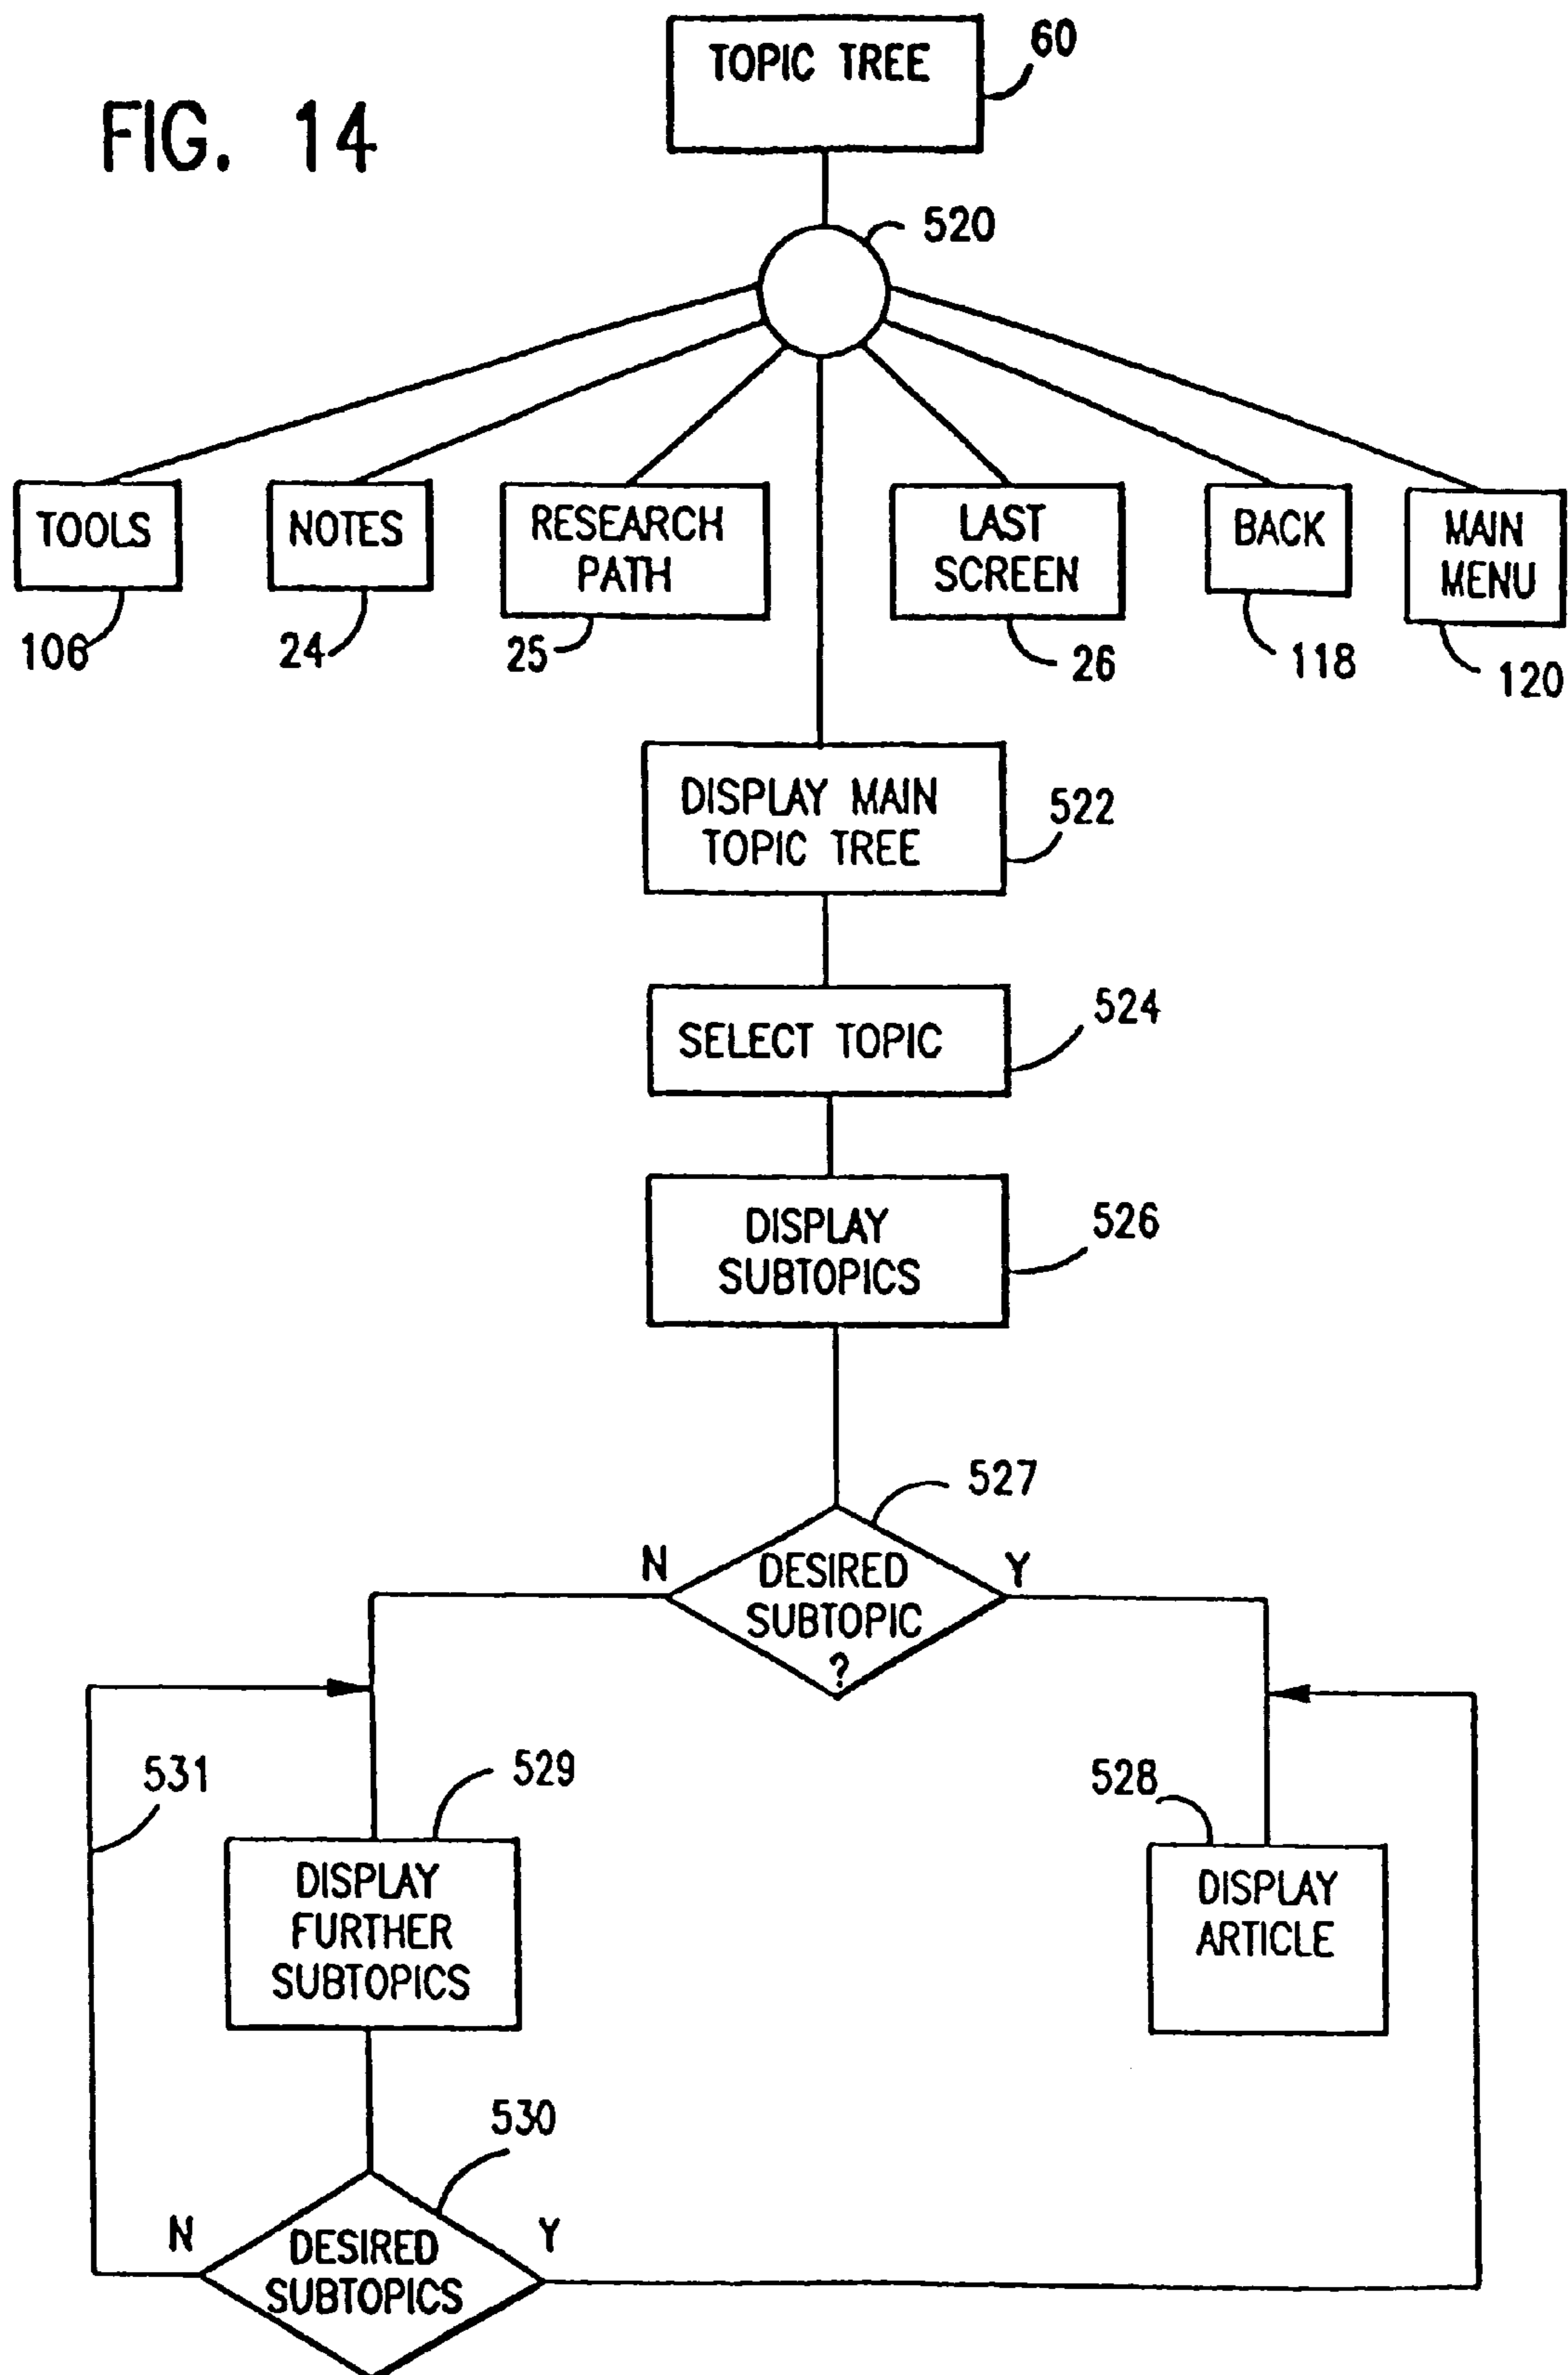 FIG. 14
TOPIC TREE
60
520
TOOLS
NOTES
RESEARCH
PATH
LAST
SCREEN
BACK
MAIN
MENU
106
24
25
26
118
120
DISPLAY MAIN
TOPIC TREE
522
SELECT TOPIC
524
DISPLAY
SUBTOPICS
526
527
N
DESIRED
SUBTOPIC
?
Y
531
529
528
DISPLAY
FURTHER
SUBTOPICS
DISPLAY
ARTICLE
530
N
DESIRED
SUBTOPICS
Y